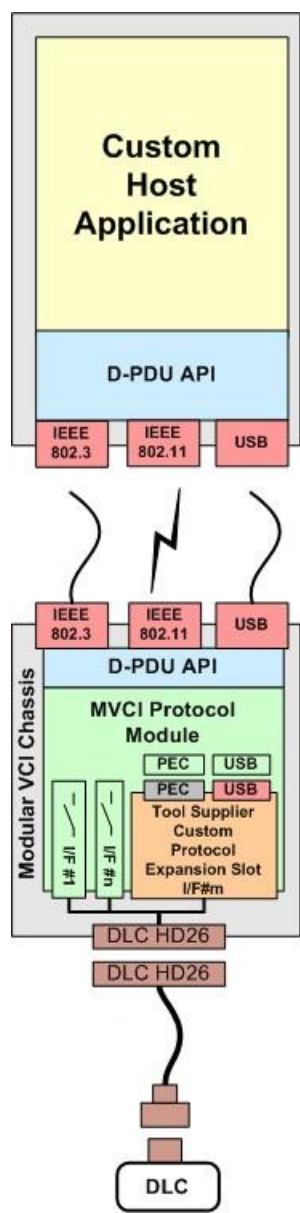 Custom
Host
Application
D-PDU API
IEEE
802.3
IEEE
802.11
USB
IEEE
802.3
IEEE
802.11
USB
Modular VCI Chassis
D-PDU API
MVCI Protocol
Module
PEC
USB
PEC
USB
I/F #1
I/F #n
Tool Supplier
Custom
Protocol
Expansion Slot
I/F#m
DLC HD26
DLC HD26
DLC